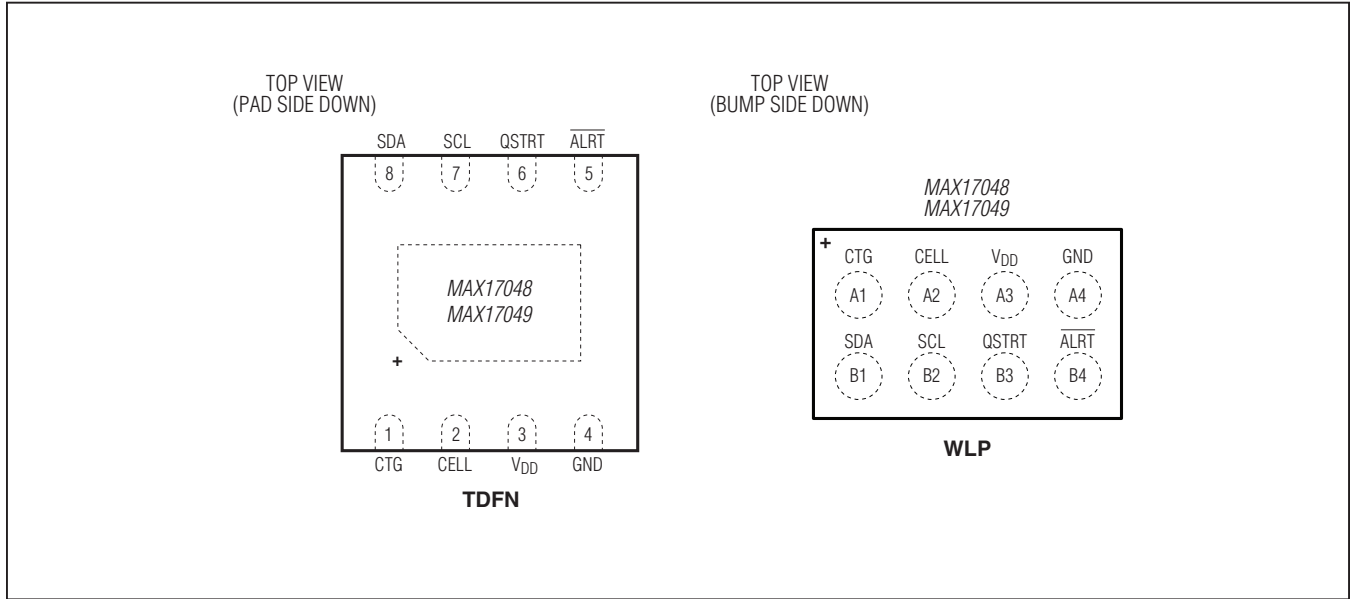 TOP VIEW
(PAD SIDE DOWN)
SDA SCL QSTRT ALRT
8 7 6 5
MAX17048
MAX17049
+
1 2 3 4
CTG CELL VDD GND
TDFN
TOP VIEW
(BUMP SIDE DOWN)
MAX17048
MAX17049
+
CTG CELL VDD GND
A1 A2 A3 A4
SDA SCL QSTRT ALRT
B1 B2 B3 B4
WLP